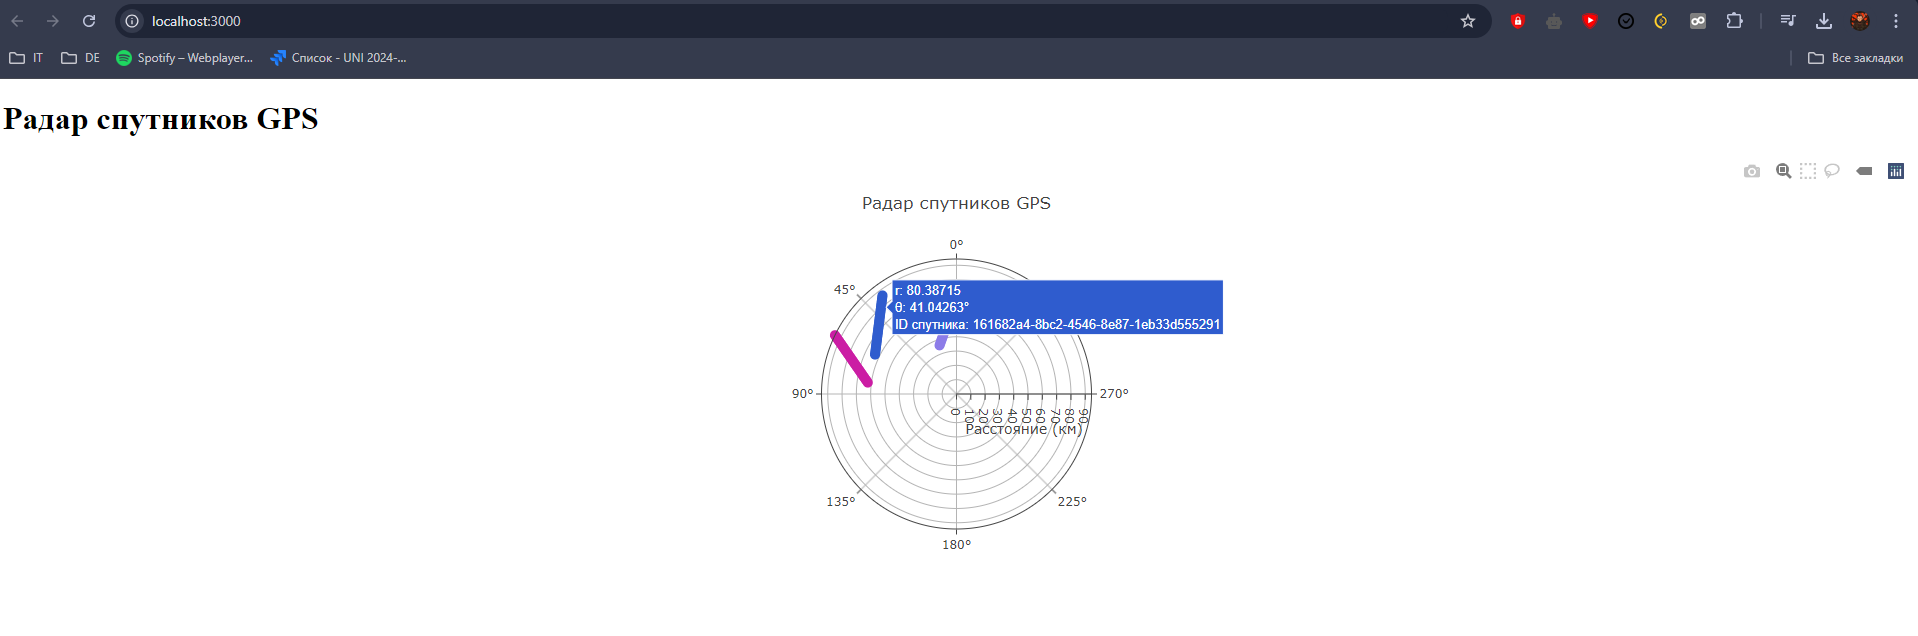 localhost:3000
IT
DE
Spotify – Webplayer...
Список - UNI 2024-...
Все закладки
Радар спутников GPS
Радар спутников GPS
0°
45°
r: 80.38715
θ: 41.04263°
ID спутника: 161682a4-8bc2-4546-8e87-1eb33d555291
90°
270°
0 10 20 30 40 50 60 70 80 90
Расстояние (км)
135°
225°
180°